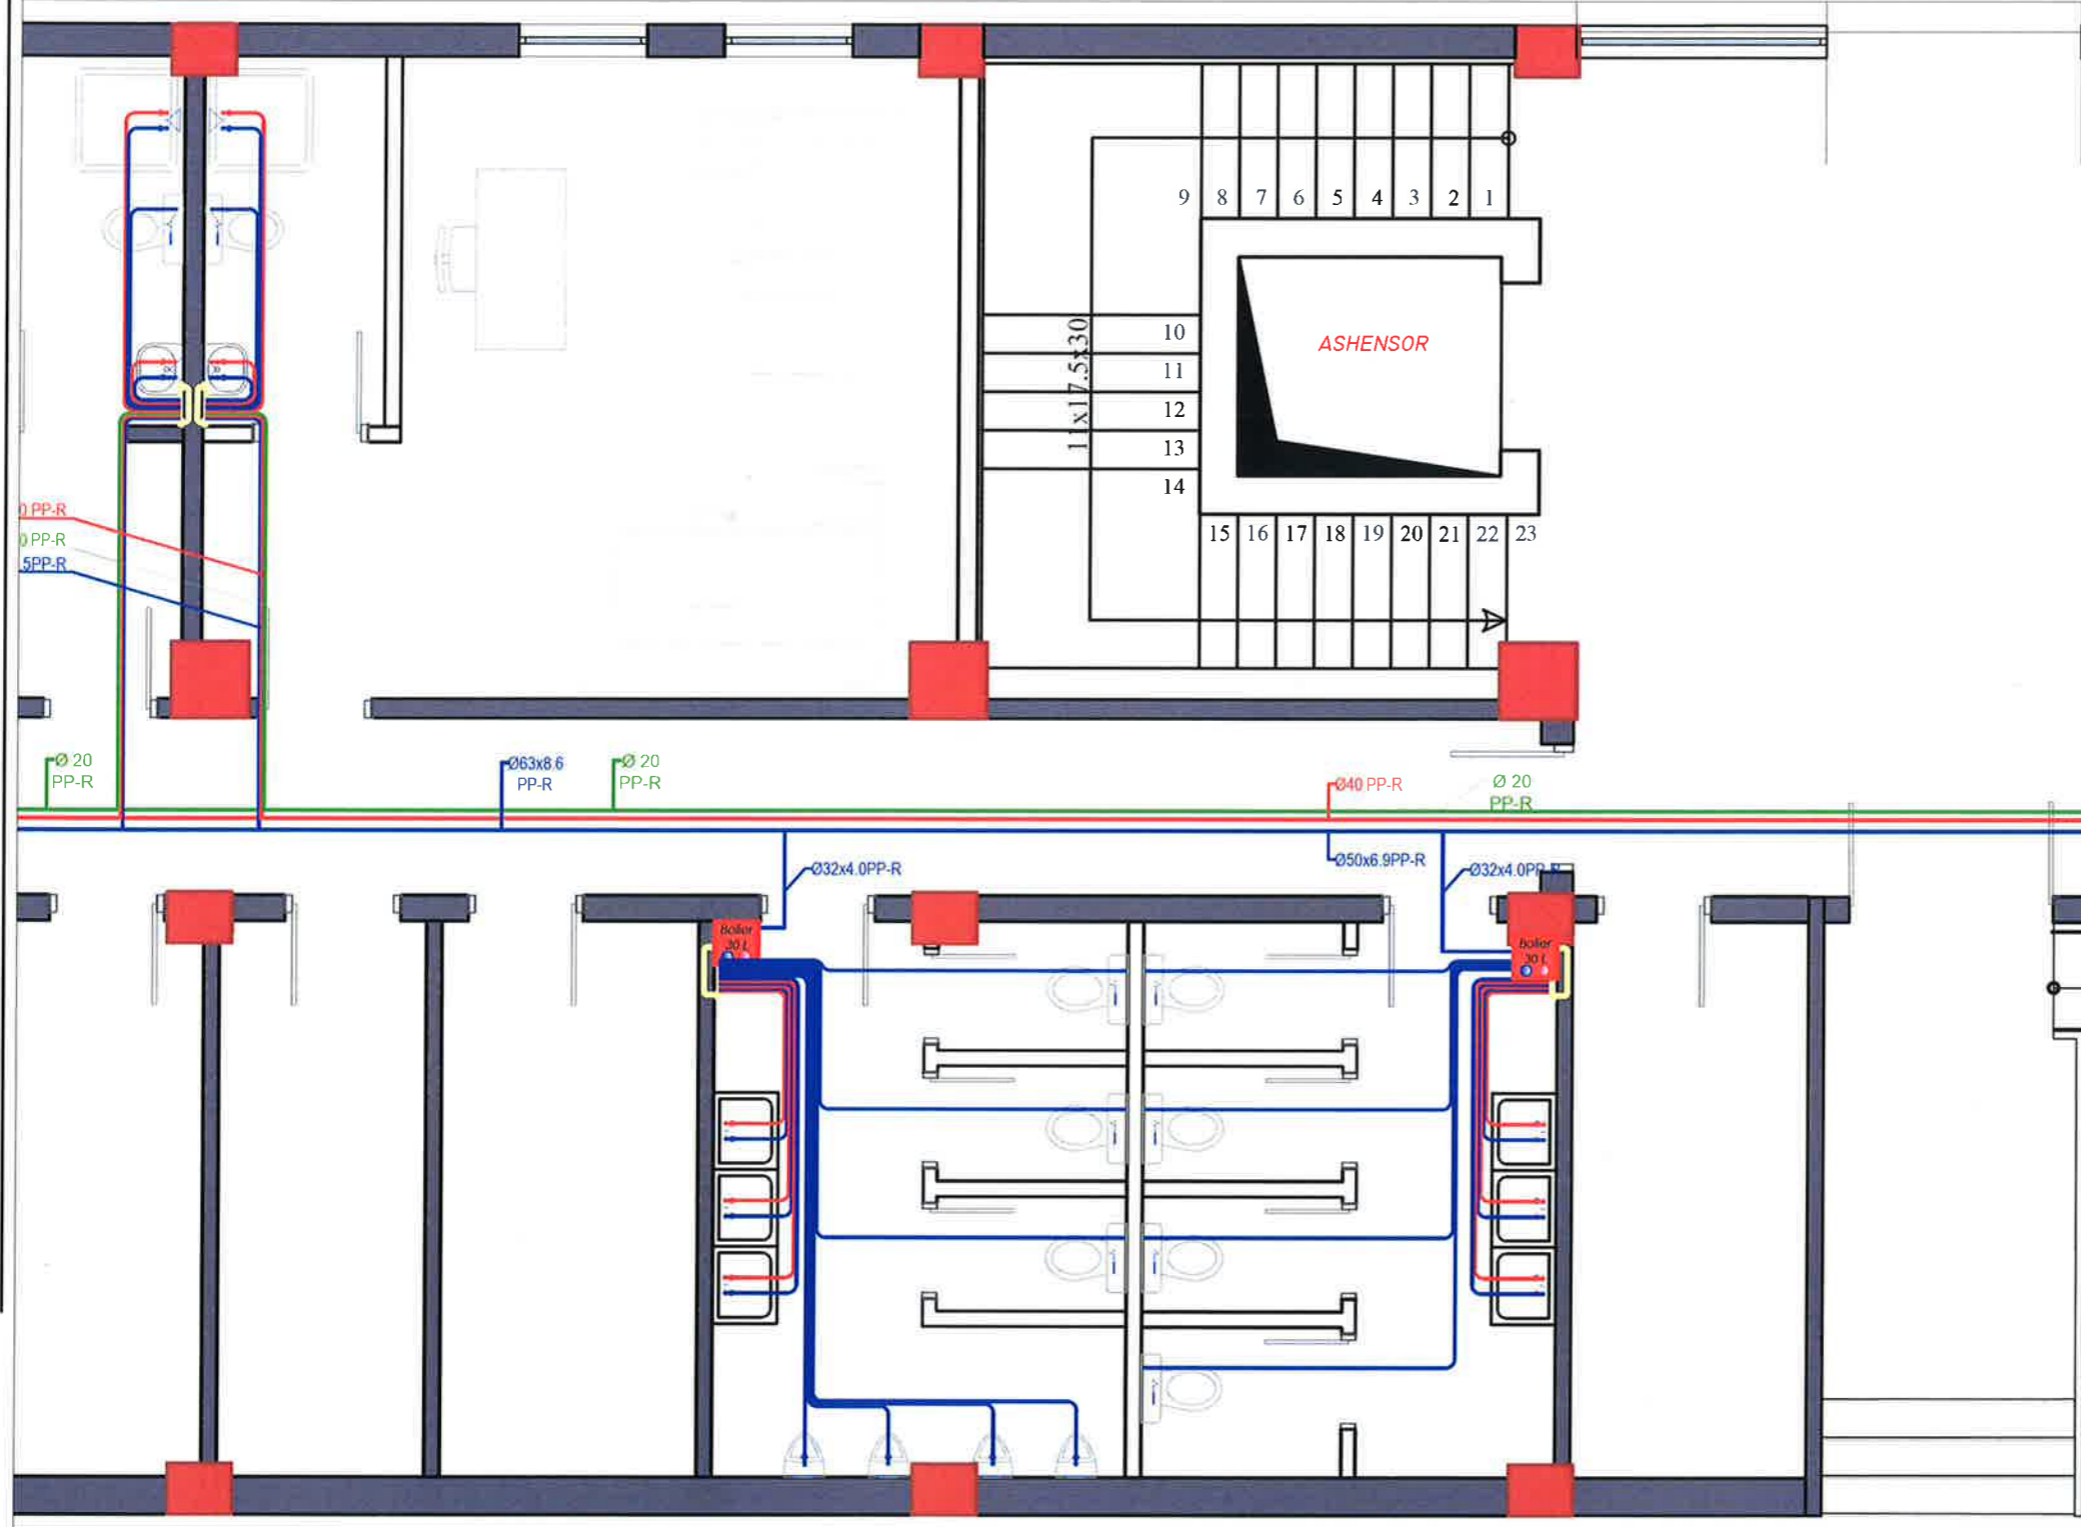 9 8 7 6 5 4 3 2 1
10
11
12
13
14
11x17.5x30
ASHENSOR
15 16 17 18 19 20 21 22 23
0 PP-R
0 PP-R
5PP-R
Ø 20
PP-R
Ø63x8.6
PP-R
Ø 20
PP-R
Ø40 PP-R
Ø 20
PP-R
Ø32x4.0PP-R
Ø50x6.9PP-R
Ø32x4.0PP-R
Boiler
30 L
Boiler
30 L